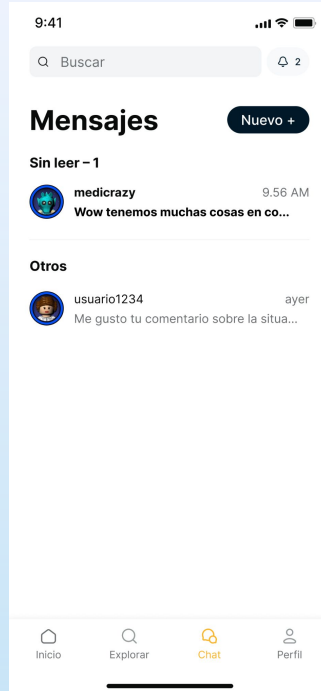 9:41
Buscar
2
Mensajes
Nuevo +
Sin leer – 1
medicrazy
9.56 AM
Wow tenemos muchas cosas en co...
Otros
usuario1234
ayer
Me gusto tu comentario sobre la situa...
Inicio
Explorar
Chat
Perfil